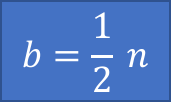 b = 1/2 n